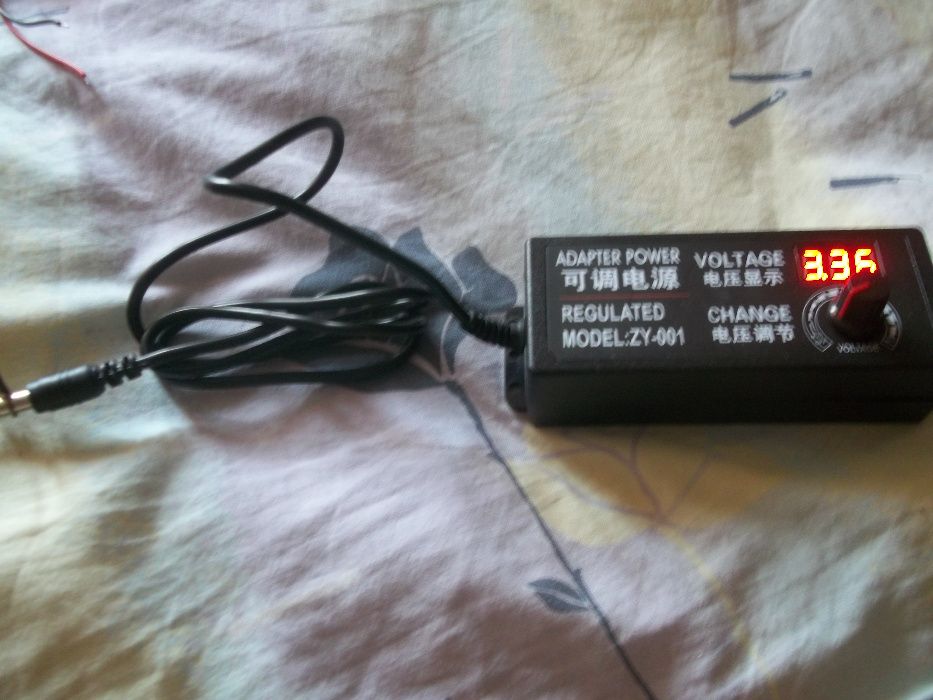 ADAPTER POWER
可调电源
REGULATED
MODEL:ZY-001
VOLTAGE
电压显示
3.36
CHANGE
电压调节
VOLTAGE